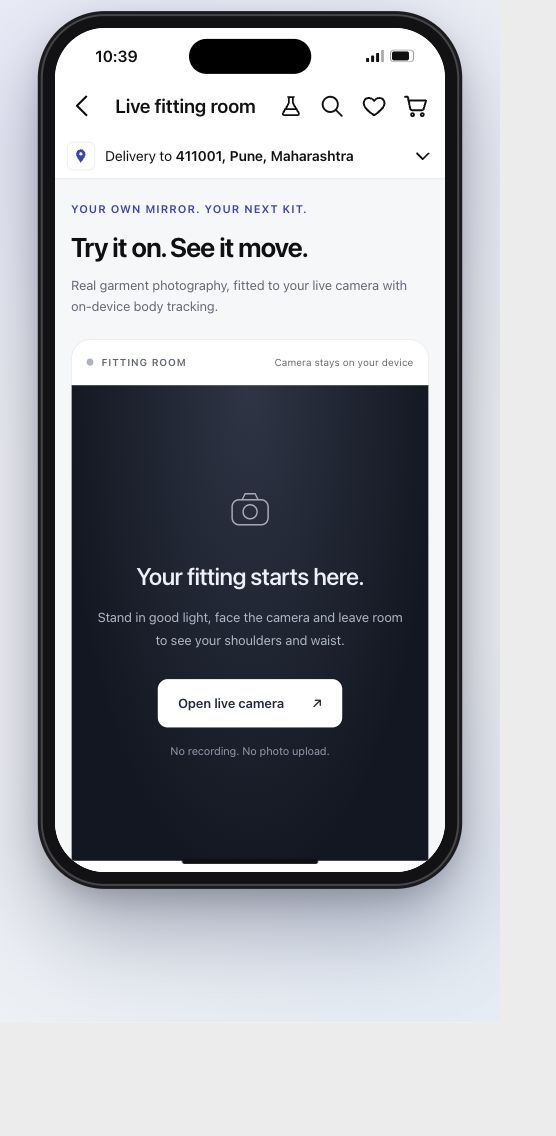 10:39
Live fitting room
Delivery to 411001, Pune, Maharashtra
YOUR OWN MIRROR. YOUR NEXT KIT.
Try it on. See it move.
Real garment photography, fitted to your live camera with
on-device body tracking.
FITTING ROOM Camera stays on your device
Your fitting starts here.
Stand in good light, face the camera and leave room
to see your shoulders and waist.
Open live camera
No recording. No photo upload.